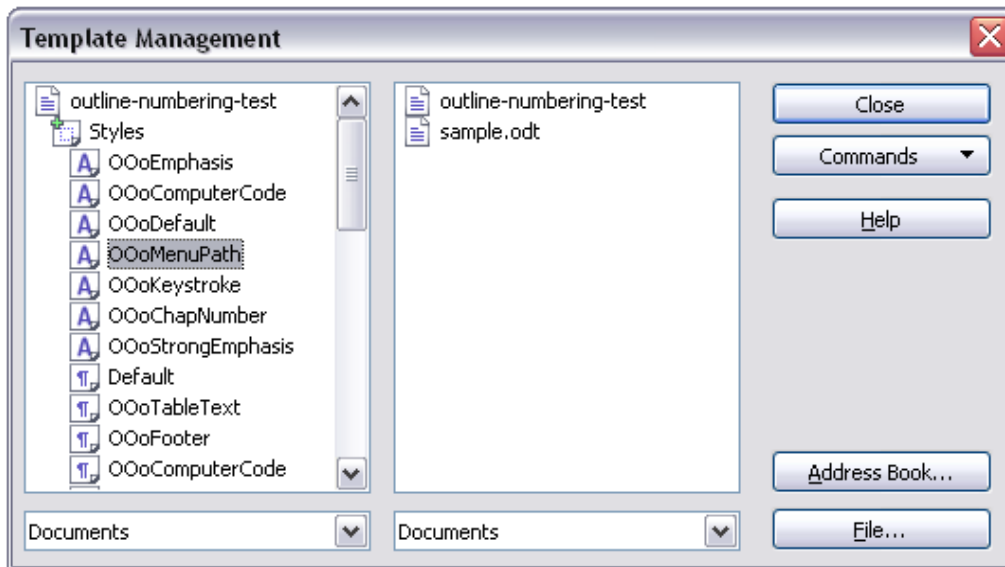 Template Management
outline-numbering-test
Styles
OOoEmphasis
OOoComputerCode
OOoDefault
OOoMenuPath
OOoKeystroke
OOoChapNumber
OOoStrongEmphasis
Default
OOoTableText
OOoFooter
OOoComputerCode
Documents
outline-numbering-test
sample.odt
Documents
Close
Commands
Help
Address Book...
File...